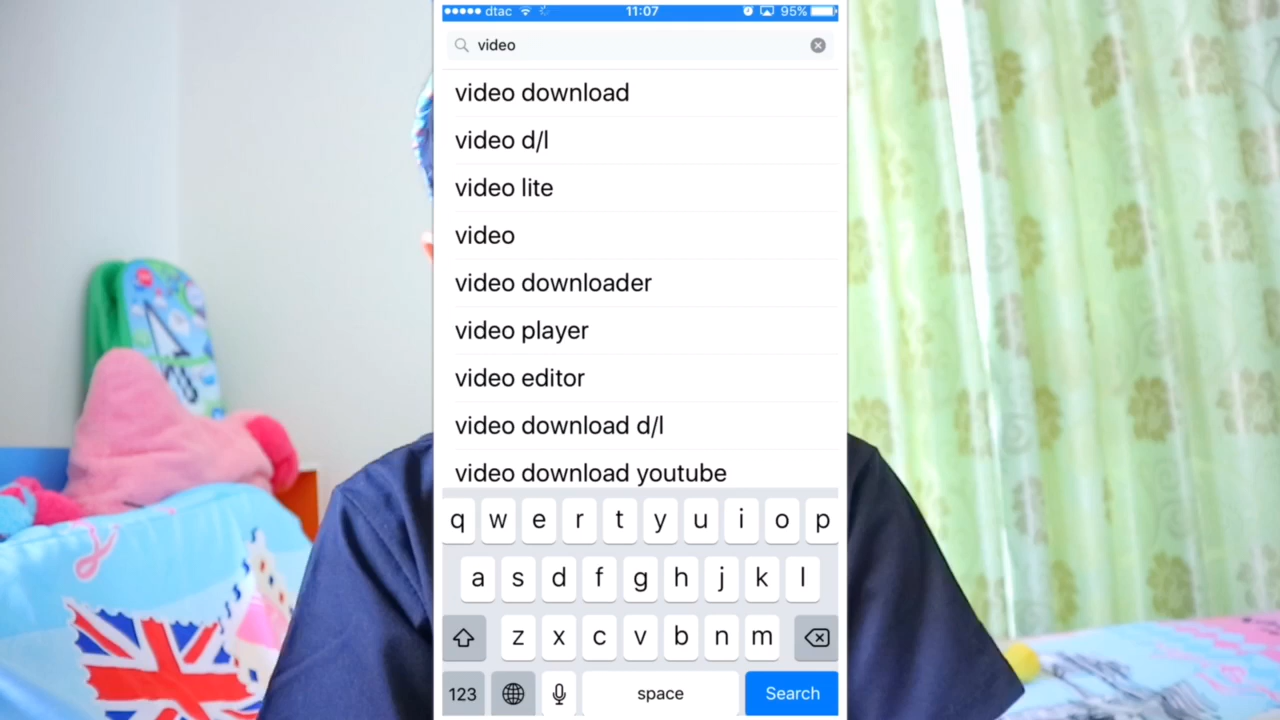 dtac 11:07 95%
video
video download
video d/l
video lite
video
video downloader
video player
video editor
video download d/l
video download youtube
q w e r t y u i o p
a s d f g h j k l
z x c v b n m
123 space Search